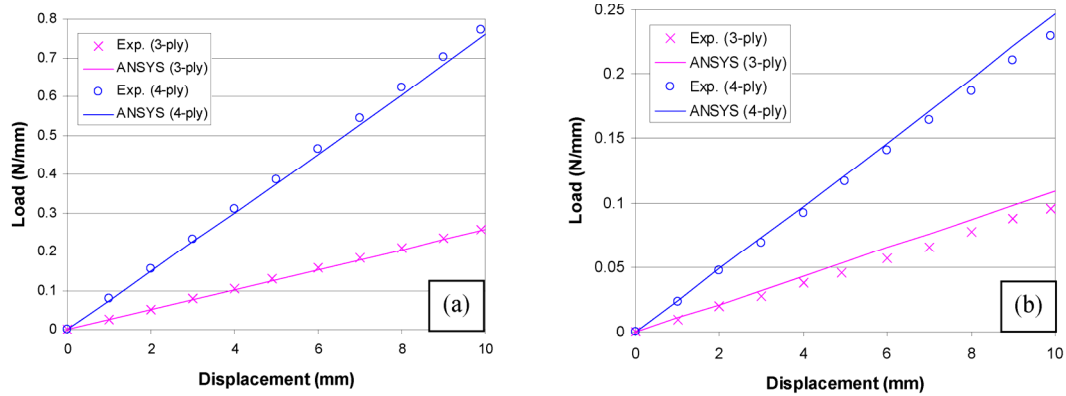 0.8
0.7
0.6
0.5
0.4
0.3
0.2
0.1
0
Load (N/mm)
Exp. (3-ply)
ANSYS (3-ply)
Exp. (4-ply)
ANSYS (4-ply)
(a)
0 2 4 6 8 10
Displacement (mm)
0.25
0.2
0.15
0.1
0.05
0
Load (N/mm)
Exp. (3-ply)
ANSYS (3-ply)
Exp. (4-ply)
ANSYS (4-ply)
(b)
0 2 4 6 8 10
Displacement (mm)